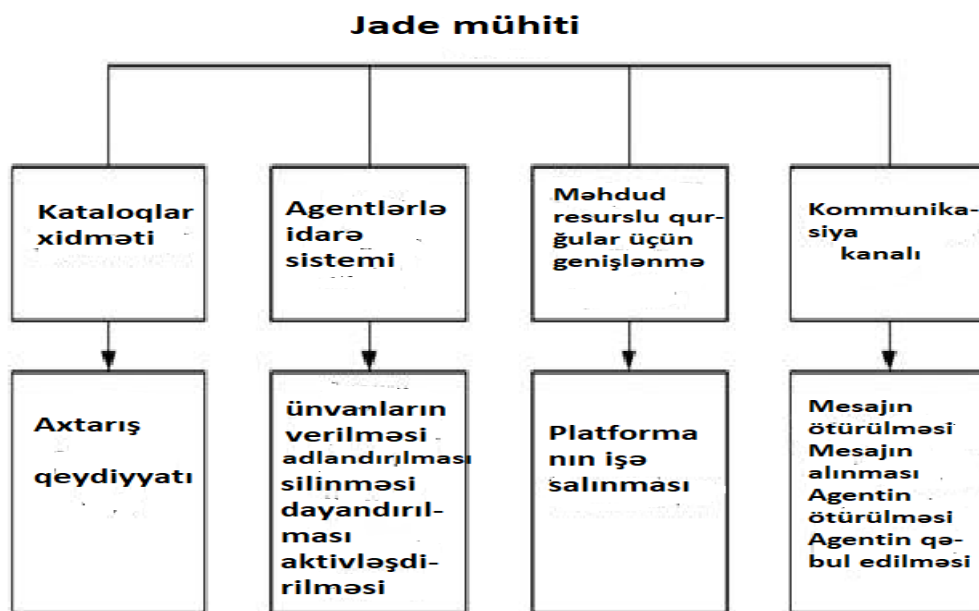 Jade mühiti
Kataloqlar
xidməti
Agentlərlə
idarə
sistemi
Məhdud
resurslu qur-
ğular üçün
genişlənmə
Kommunika-
siya
kanalı
Axtarış
qeydiyyatı
ünvanların
verilməsi
adlandırılması
silinməsi
dayandırıl-
ması
aktivləşdi-
rilməsi
Platforma
nın işə
salınması
Mesajın
ötürülməsi
Mesajın
alınması
Agentin
ötürülməsi
Agentin qə-
bul edilməsi